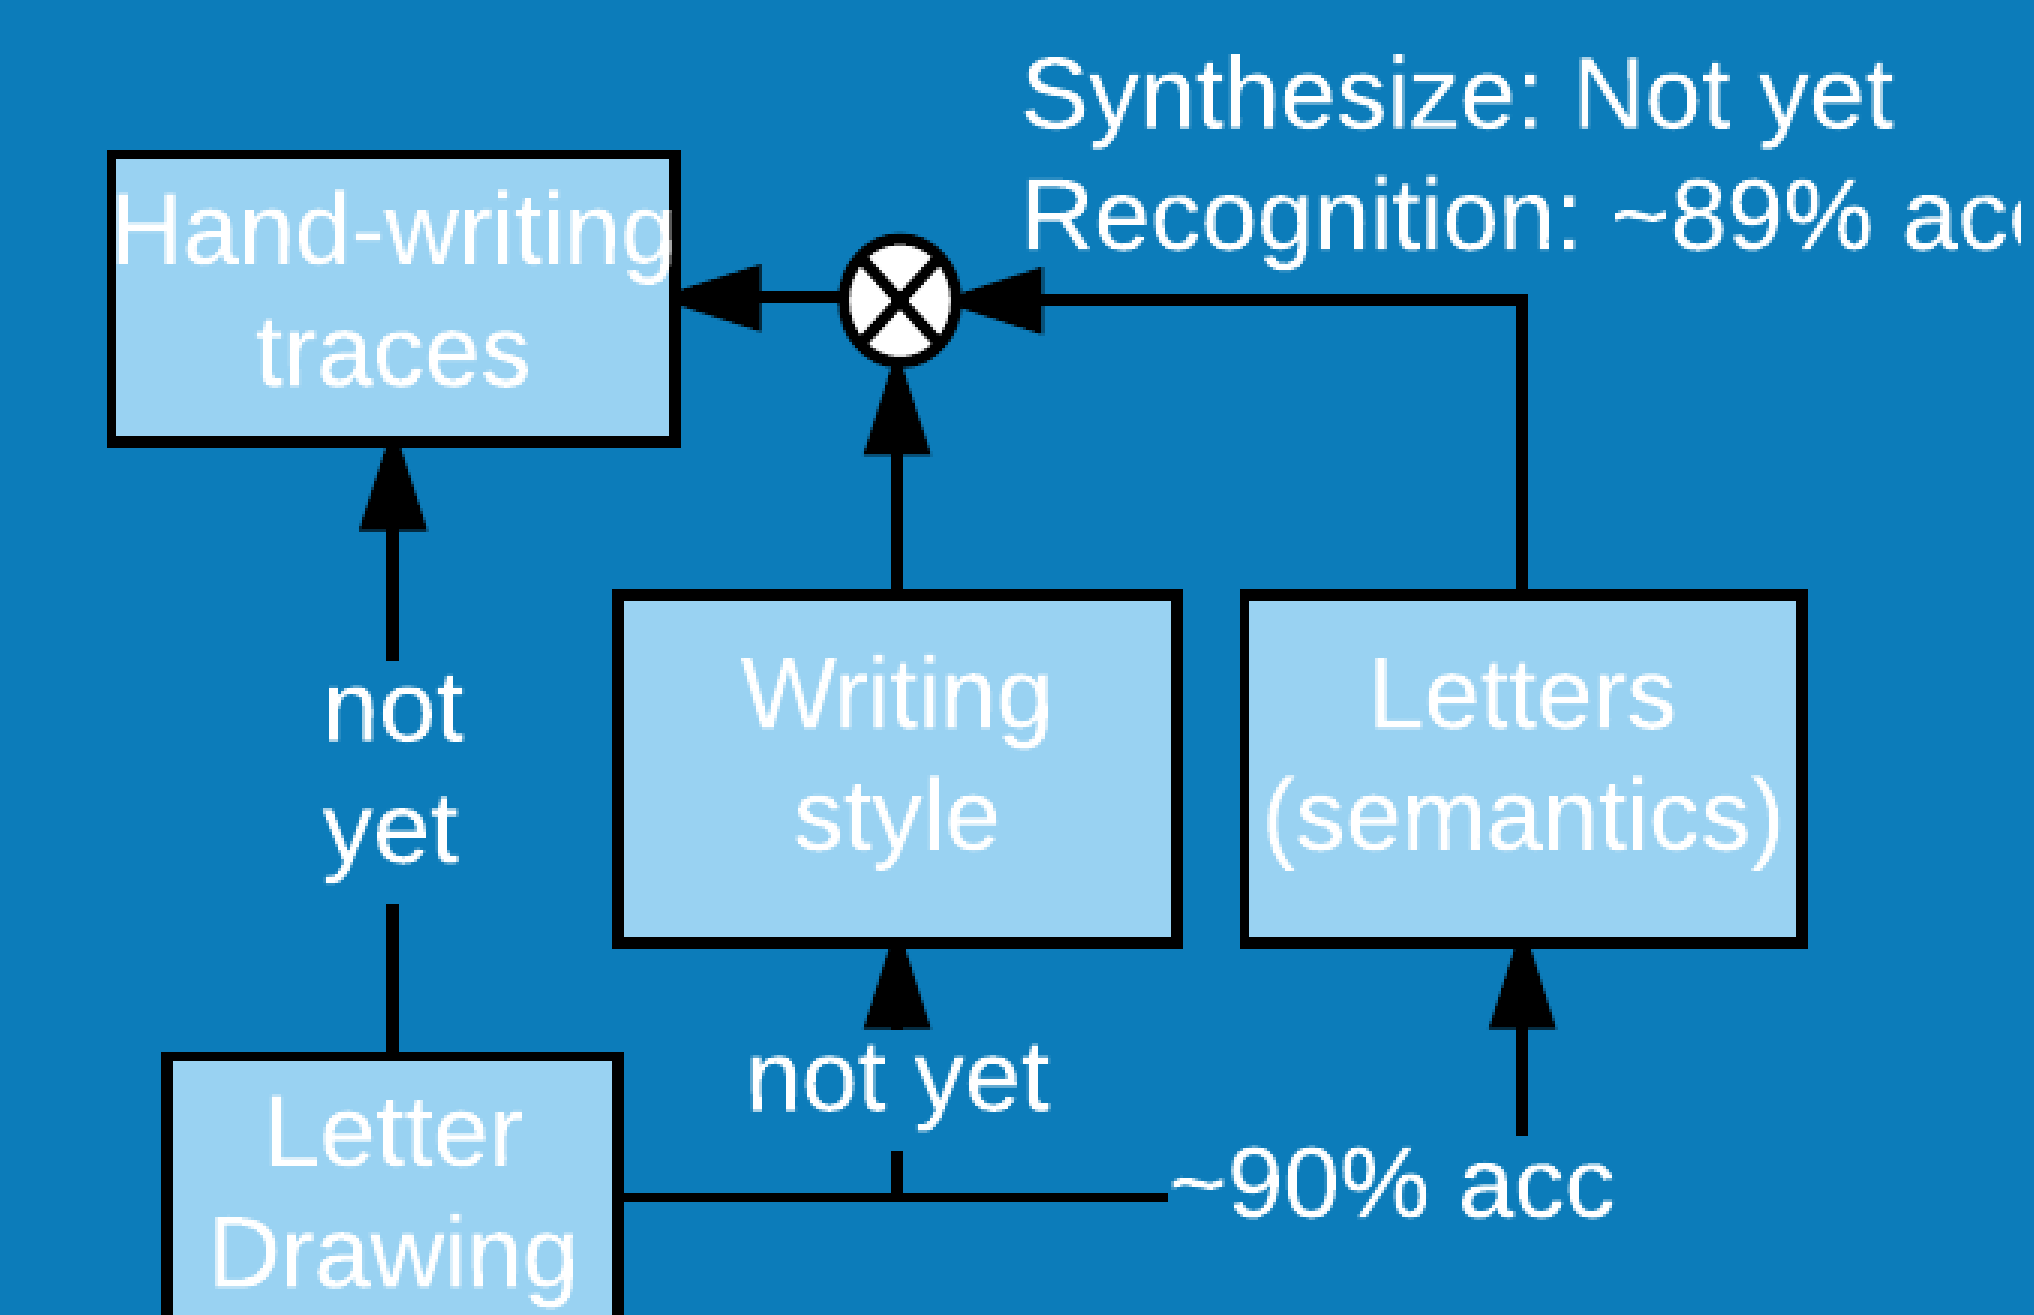 Synthesize: Not yet
Recognition: ~89% acc
Hand-writing
traces
not
yet
Writing
style
Letters
(semantics)
not yet
~90% acc
Letter
Drawing